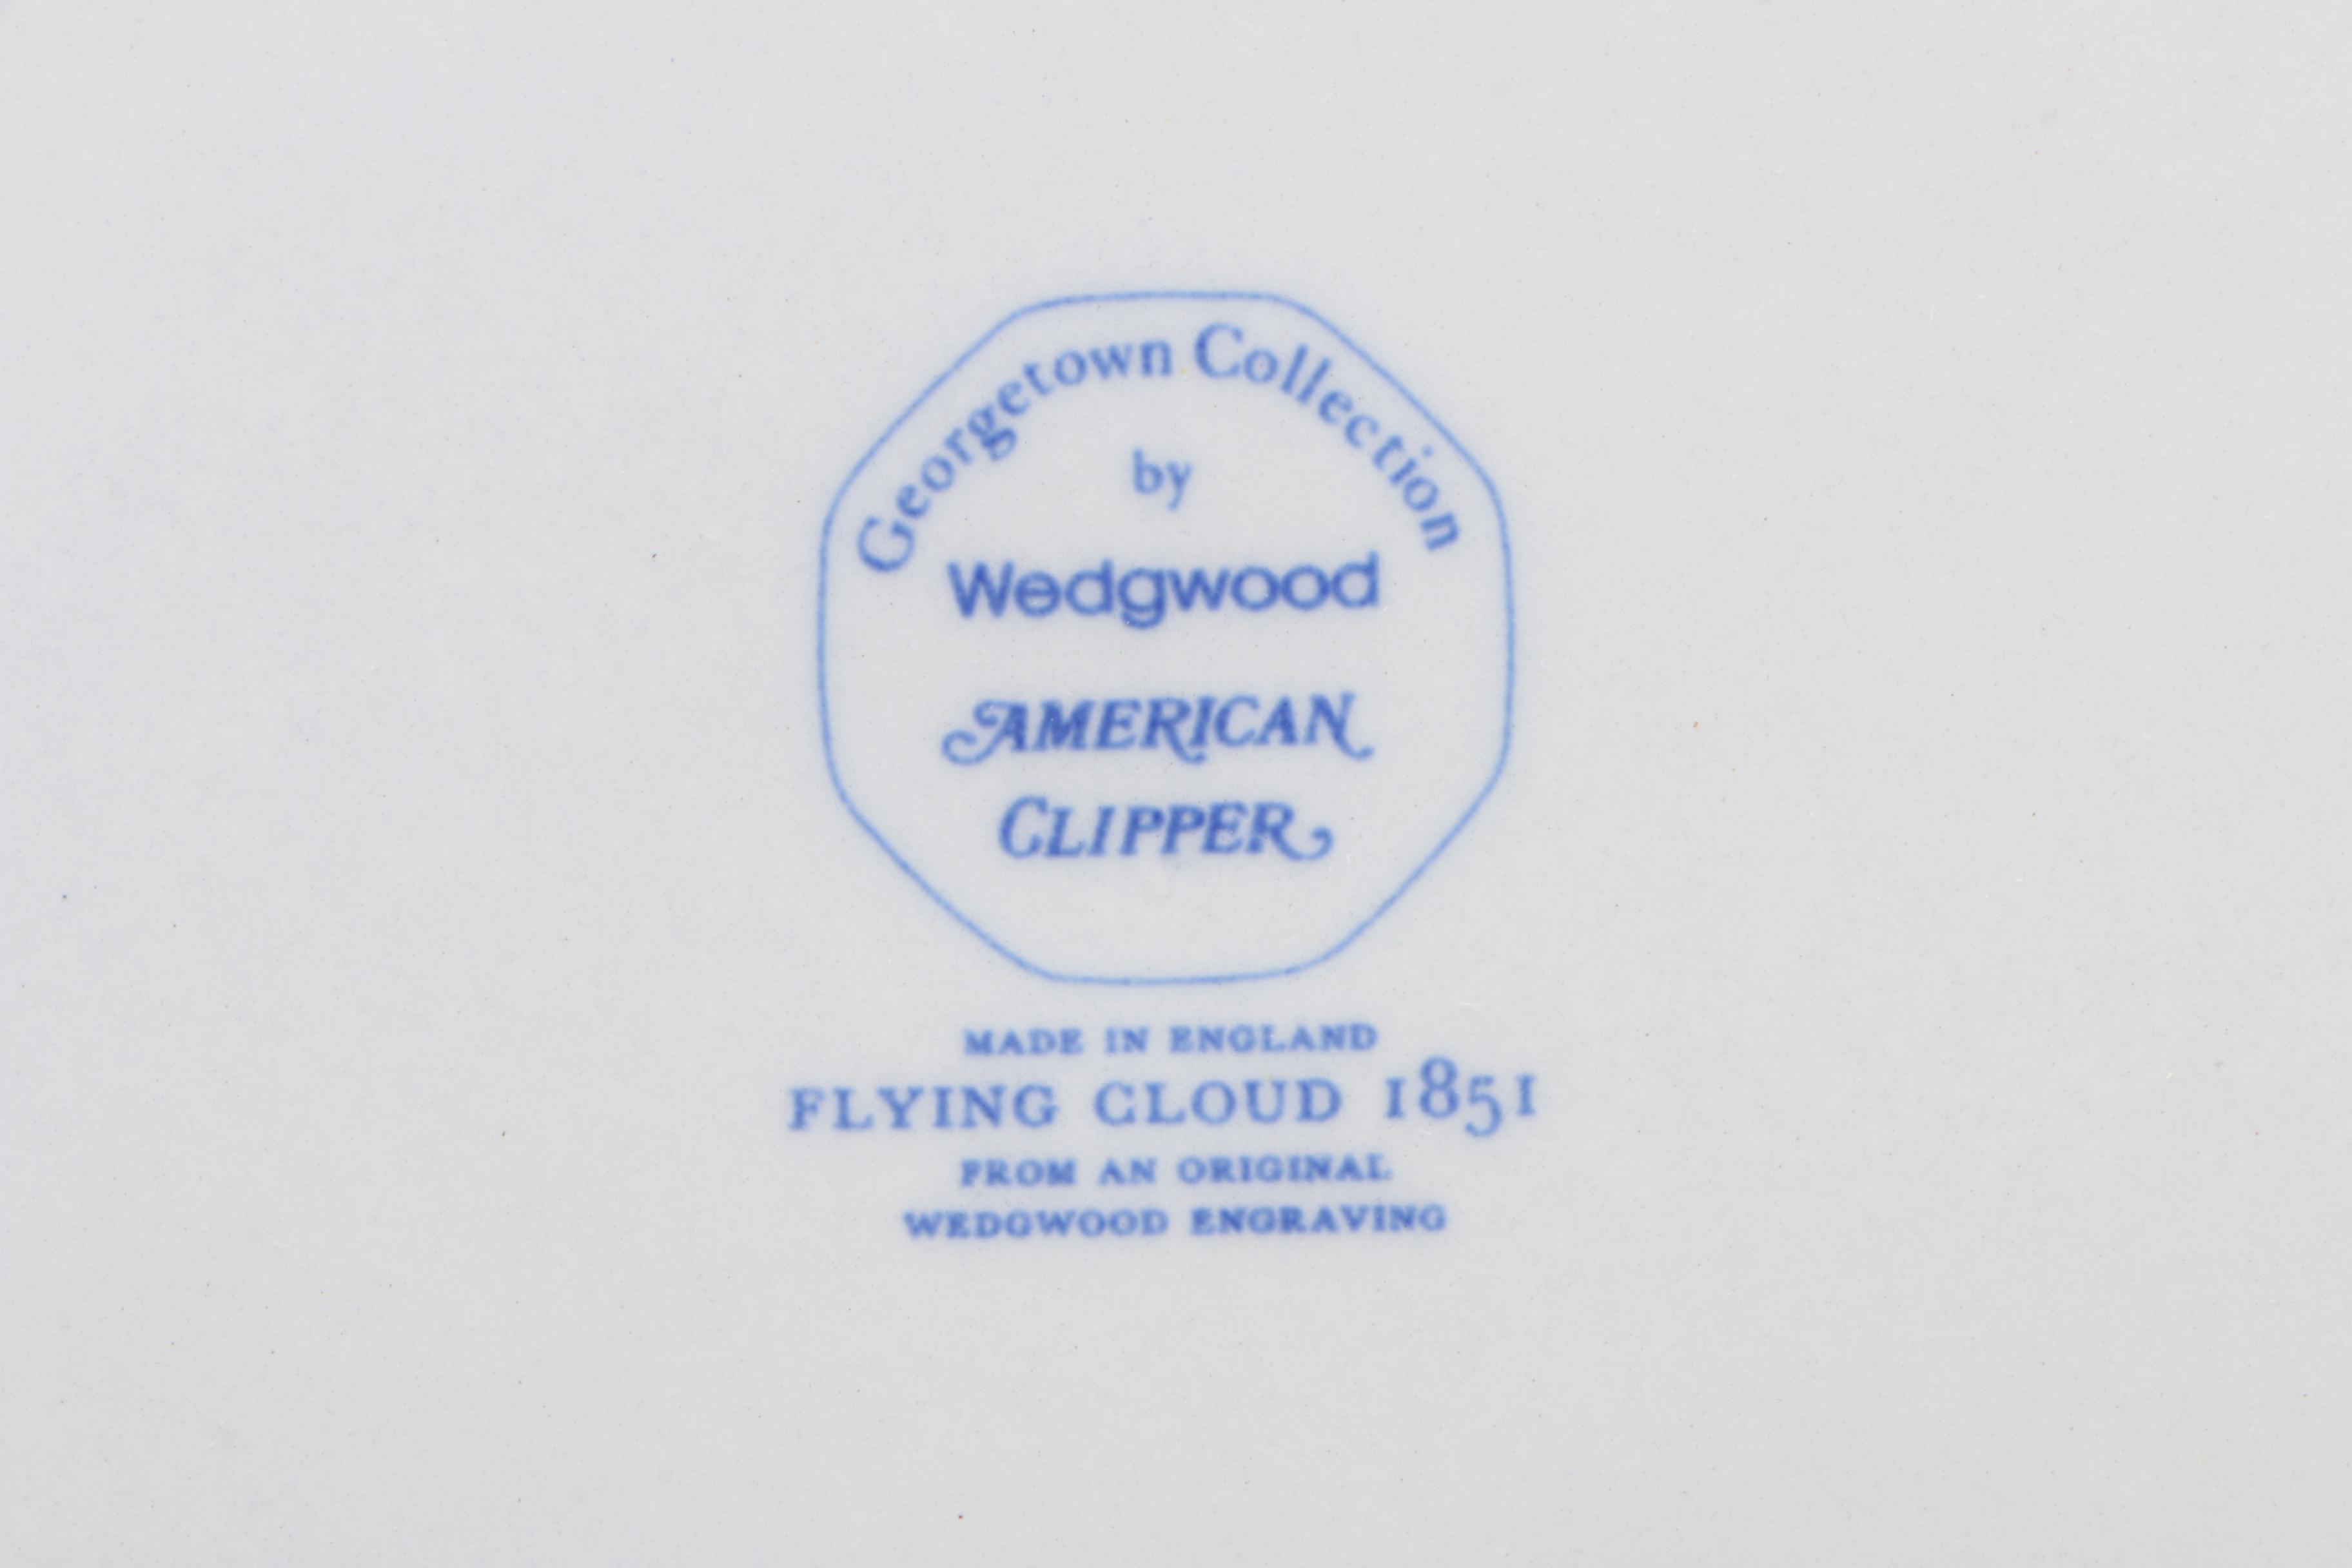 Georgetown Collection
by
Wedgwood
AMERICAN
CLIPPER
MADE IN ENGLAND
FLYING CLOUD 1851
FROM AN ORIGINAL
WEDGWOOD ENGRAVING